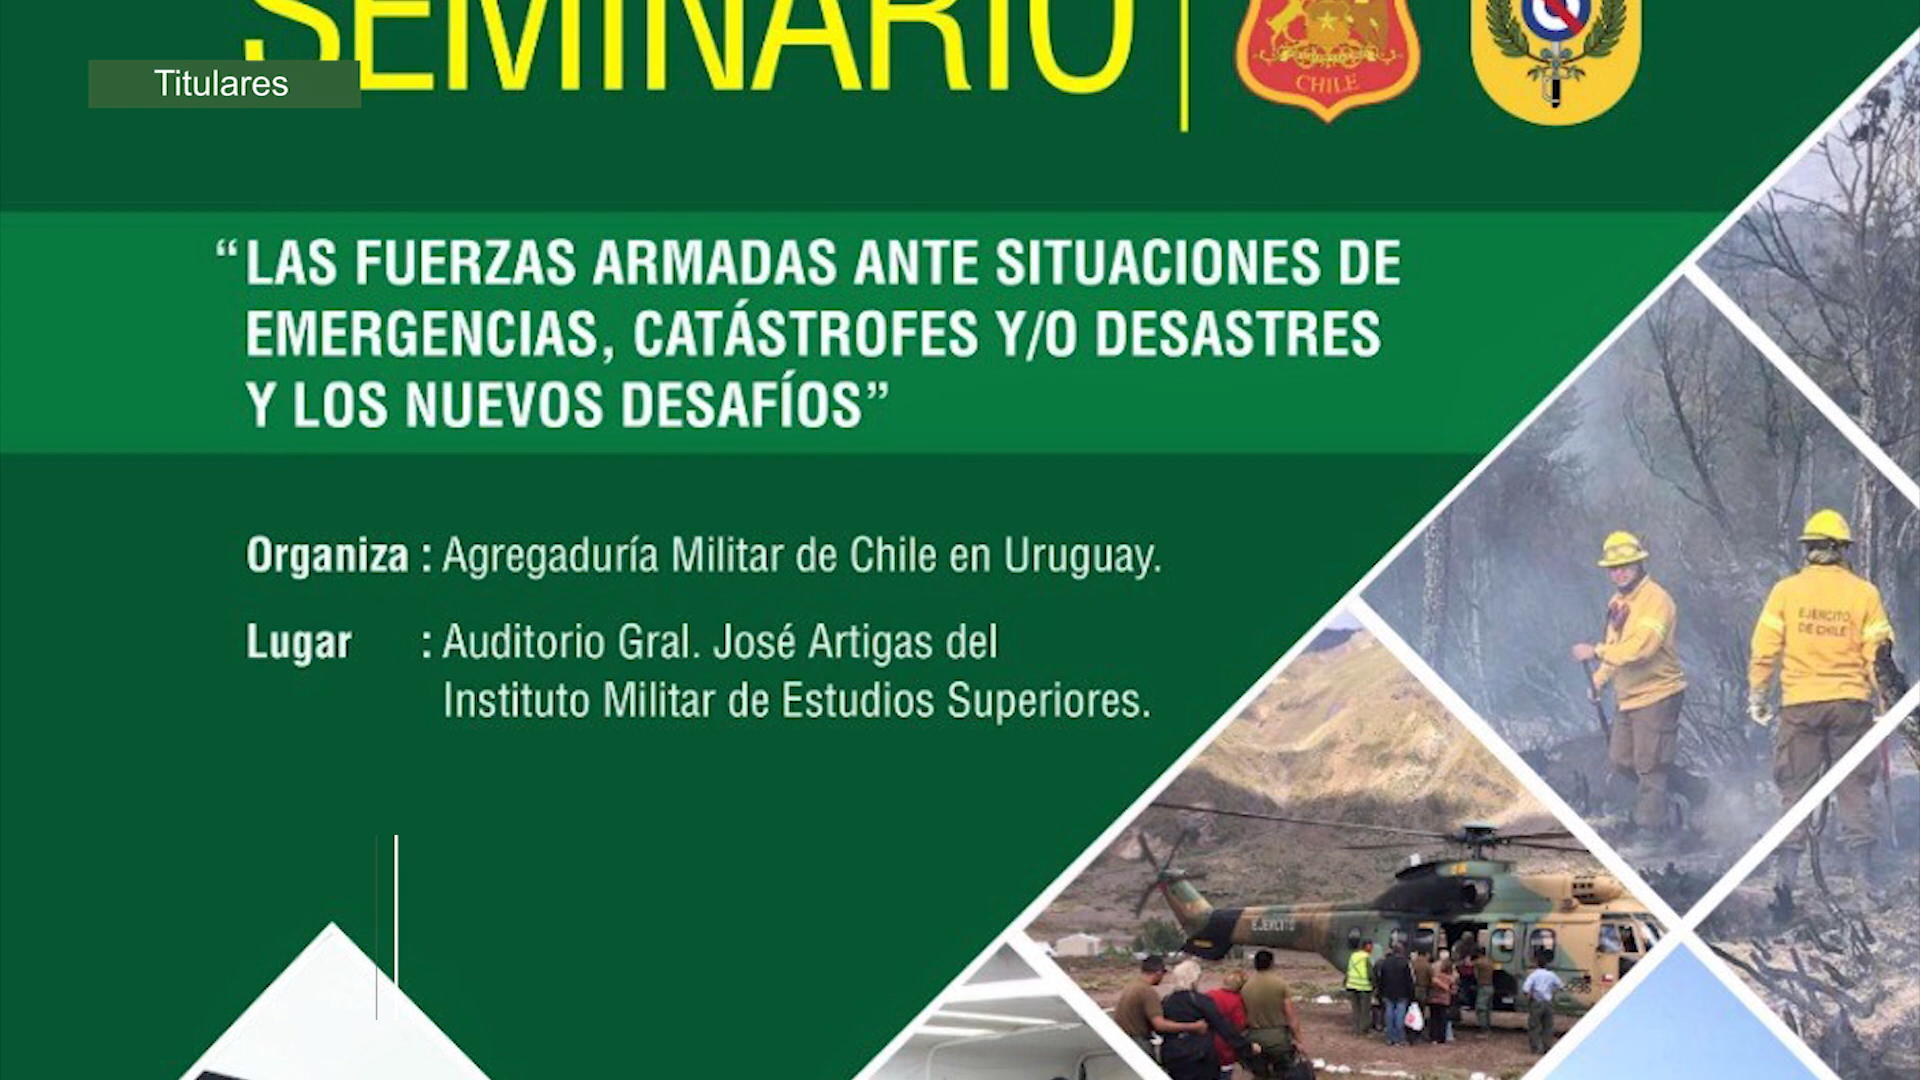 SEMINARIO
Titulares
CHILE
“LAS FUERZAS ARMADAS ANTE SITUACIONES DE
EMERGENCIAS, CATÁSTROFES Y/O DESASTRES
Y LOS NUEVOS DESAFÍOS”
Organiza : Agregaduría Militar de Chile en Uruguay.
Lugar : Auditorio Gral. José Artigas del
Instituto Militar de Estudios Superiores.
EJERCITO
DE CHILE
EJERCITO